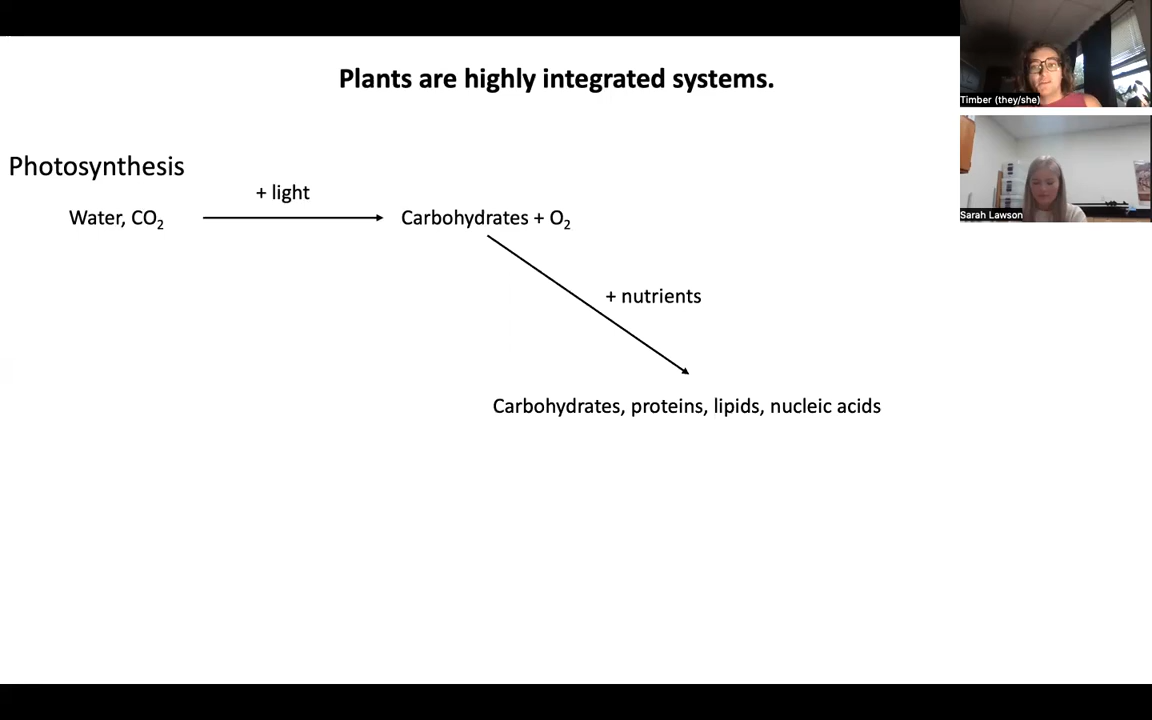 Plants are highly integrated systems.
Timber (they/she)
Photosynthesis
+ light
Water, CO₂
Carbohydrates + O₂
Sarah Lawson
+ nutrients
Carbohydrates, proteins, lipids, nucleic acids